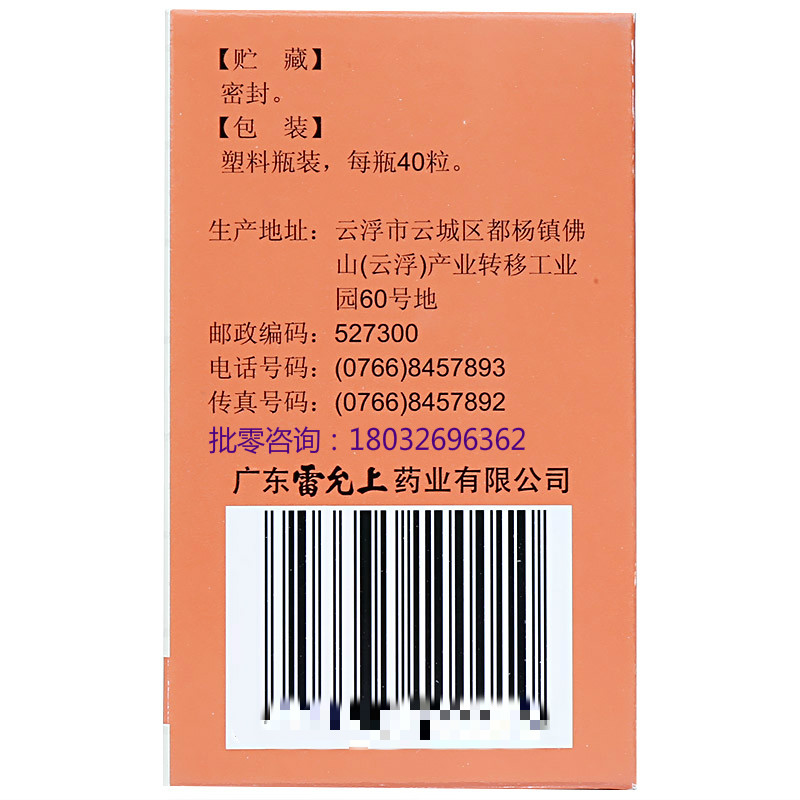 【贮　藏】
密封。
【包　装】
塑料瓶装，每瓶40粒。
生产地址：云浮市云城区都杨镇佛
山(云浮)产业转移工业
园60号地
邮政编码：527300
电话号码：(0766)8457893
传真号码：(0766)8457892
批零咨询：18032696362
广东雷允上药业有限公司